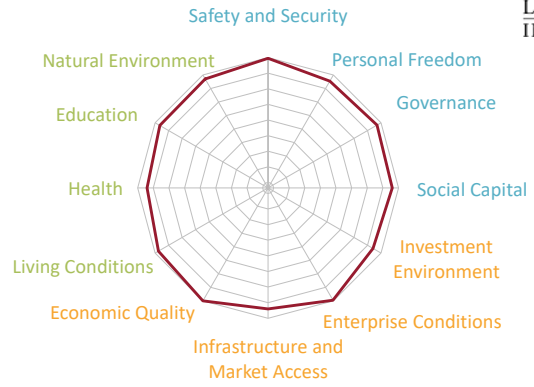 Safety and Security
Personal Freedom
Governance
Social Capital
Investment
Environment
Enterprise Conditions
Infrastructure and
Market Access
Economic Quality
Living Conditions
Health
Education
Natural Environment